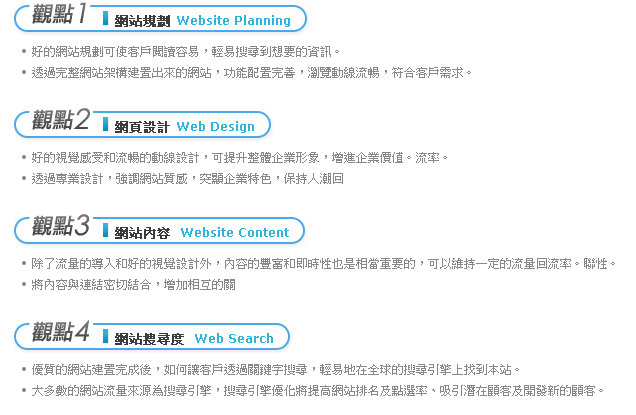 觀點1 網站規劃 Website Planning
• 好的網站規劃可使客戶閱讀容易，輕易搜尋到想要的資訊。
• 透過完整網站架構建置出來的網站，功能配置完善，瀏覽動線流暢，符合客戶需求。
觀點2 網頁設計 Web Design
• 好的視覺感受和流暢的動線設計，可提升整體企業形象，增進企業價值。流率。
• 透過專業設計，強調網站質感，突顯企業特色，保持人潮回
觀點3 網站內容 Website Content
• 除了流量的導入和好的視覺設計外，內容的豐富和即時性也是相當重要的，可以維持一定的流量回流率。聯性。
• 將內容與連結密切結合，增加相互的關
觀點4 網站搜尋度 Web Search
• 優質的網站建置完成後，如何讓客戶透過關鍵字搜尋，輕易地在全球的搜尋引擎上找到本站。
• 大多數的網站流量來源為搜尋引擎，搜尋引擎優化將提高網站排名及點選率、吸引潛在顧客及開發新的顧客。